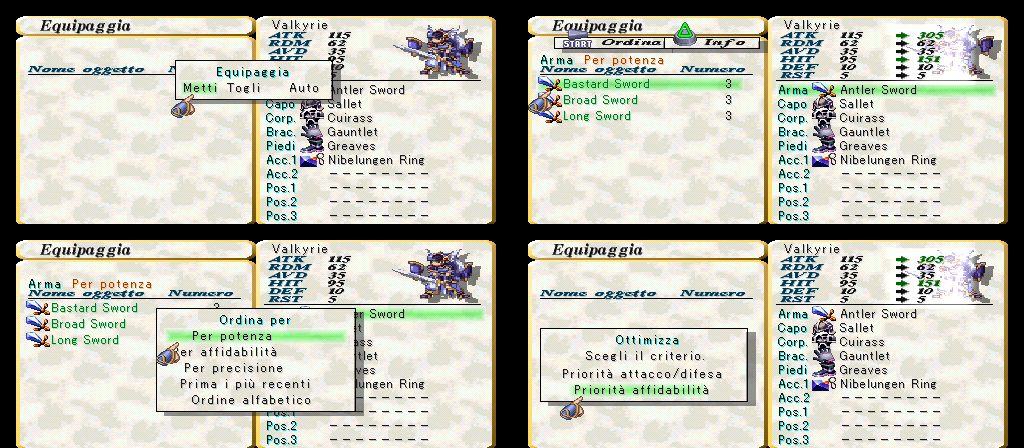 Equipaggia
Nome oggetto
Equipaggia
Metti Togli Auto
Valkyrie
ATK 115
RDM 62
AVD 35
HIT 95
DEF 10
RST 5
Antler Sword
Capo Sallet
Corp. Cuirass
Brac. Gauntlet
Piedi Greaves
Acc.1 Nibelungen Ring
Acc.2 - - - - - - - -
Pos.1 - - - - - - - -
Pos.2 - - - - - - - -
Pos.3 - - - - - - - -
Equipaggia
START Ordina Info
Arma Per potenza
Nome oggetto Numero
Bastard Sword 3
Broad Sword 3
Long Sword 3
Valkyrie
ATK 115 → 305
RDM 62 → 62
AVD 35 → 35
HIT 95 → 151
DEF 10 → 10
RST 5 → 5
Arma Antler Sword
Capo Sallet
Corp. Cuirass
Brac. Gauntlet
Piedi Greaves
Acc.1 Nibelungen Ring
Acc.2 - - - - - - - -
Pos.1 - - - - - - - -
Pos.2 - - - - - - - -
Pos.3 - - - - - - - -
Equipaggia
Arma Per potenza
Nome oggetto Numero
Bastard Sword
Broad Sword
Long Sword
Ordina per
Per potenza
er affidabilità
Per precisione
Prima i più recenti
Ordine alfabetico
Valkyrie
ATK 115
RDM 62
AVD 35
HIT 95
DEF 10
RST 5
r Sword
t
ass
tlet
ves
lungen Ring
- - - - - - - -
- - - - - - - -
Pos.2 - - - - - - - -
Pos.3 - - - - - - - -
Equipaggia
Nome oggetto Numero
Ottimizza
Scegli il criterio.
Priorità attacco/difesa
Priorità affidabilità
Valkyrie
ATK 115 → 305
RDM 62 → 62
AVD 35 → 35
HIT 95 → 151
DEF 10 → 10
RST 5 → 5
Arma Antler Sword
Capo Sallet
Corp. Cuirass
Brac. Gauntlet
Piedi Greaves
Acc.1 Nibelungen Ring
Acc.2 - - - - - - - -
Pos.1 - - - - - - - -
Pos.2 - - - - - - - -
Pos.3 - - - - - - - -